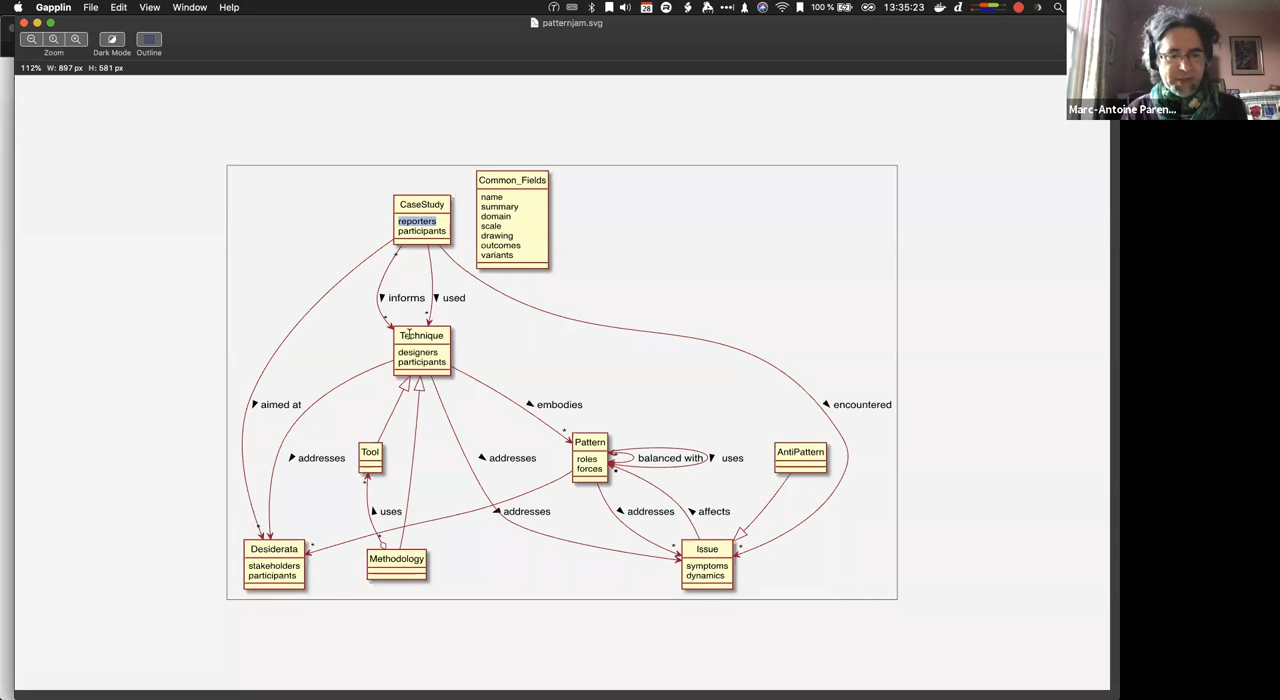 Gapplin File Edit View Window Help
28
100 %
13:35:23
patternjam.svg
Zoom Dark Mode Outline
112% W: 897 px H: 581 px
Marc-Antoine Paren...
Common_Fields
name
summary
domain
scale
drawing
outcomes
variants
CaseStudy
reporters
participants
informs
used
Technique
designers
participants
aimed at
embodies
encountered
addresses
Tool
addresses
Pattern
roles
forces
balanced with
uses
AntiPattern
uses
addresses
addresses
affects
Desiderata
stakeholders
participants
Methodology
Issue
symptoms
dynamics